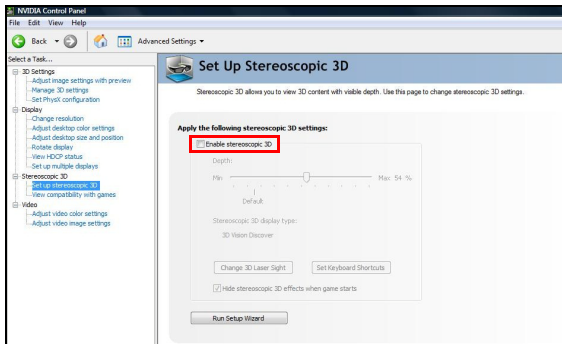 NVIDIA Control Panel
File Edit View Help
Back Advanced Settings
Select a Task...
3D Settings
Adjust image settings with preview
Manage 3D settings
Set PhysX configuration
Display
Change resolution
Adjust desktop color settings
Adjust desktop size and position
Rotate display
View HDCP status
Set up multiple displays
Stereoscopic 3D
Set up stereoscopic 3D
View compatibility with games
Video
Adjust video color settings
Adjust video image settings
Set Up Stereoscopic 3D
Stereoscopic 3D allows you to view 3D content with visible depth. Use this page to change stereoscopic 3D settings.
Apply the following stereoscopic 3D settings:
Enable stereoscopic 3D
Depth:
Min Max 54 %
Default
Stereoscopic 3D display type:
3D Vision Discover
Change 3D Laser Sight Set Keyboard Shortcuts
Hide stereoscopic 3D effects when game starts
Run Setup Wizard